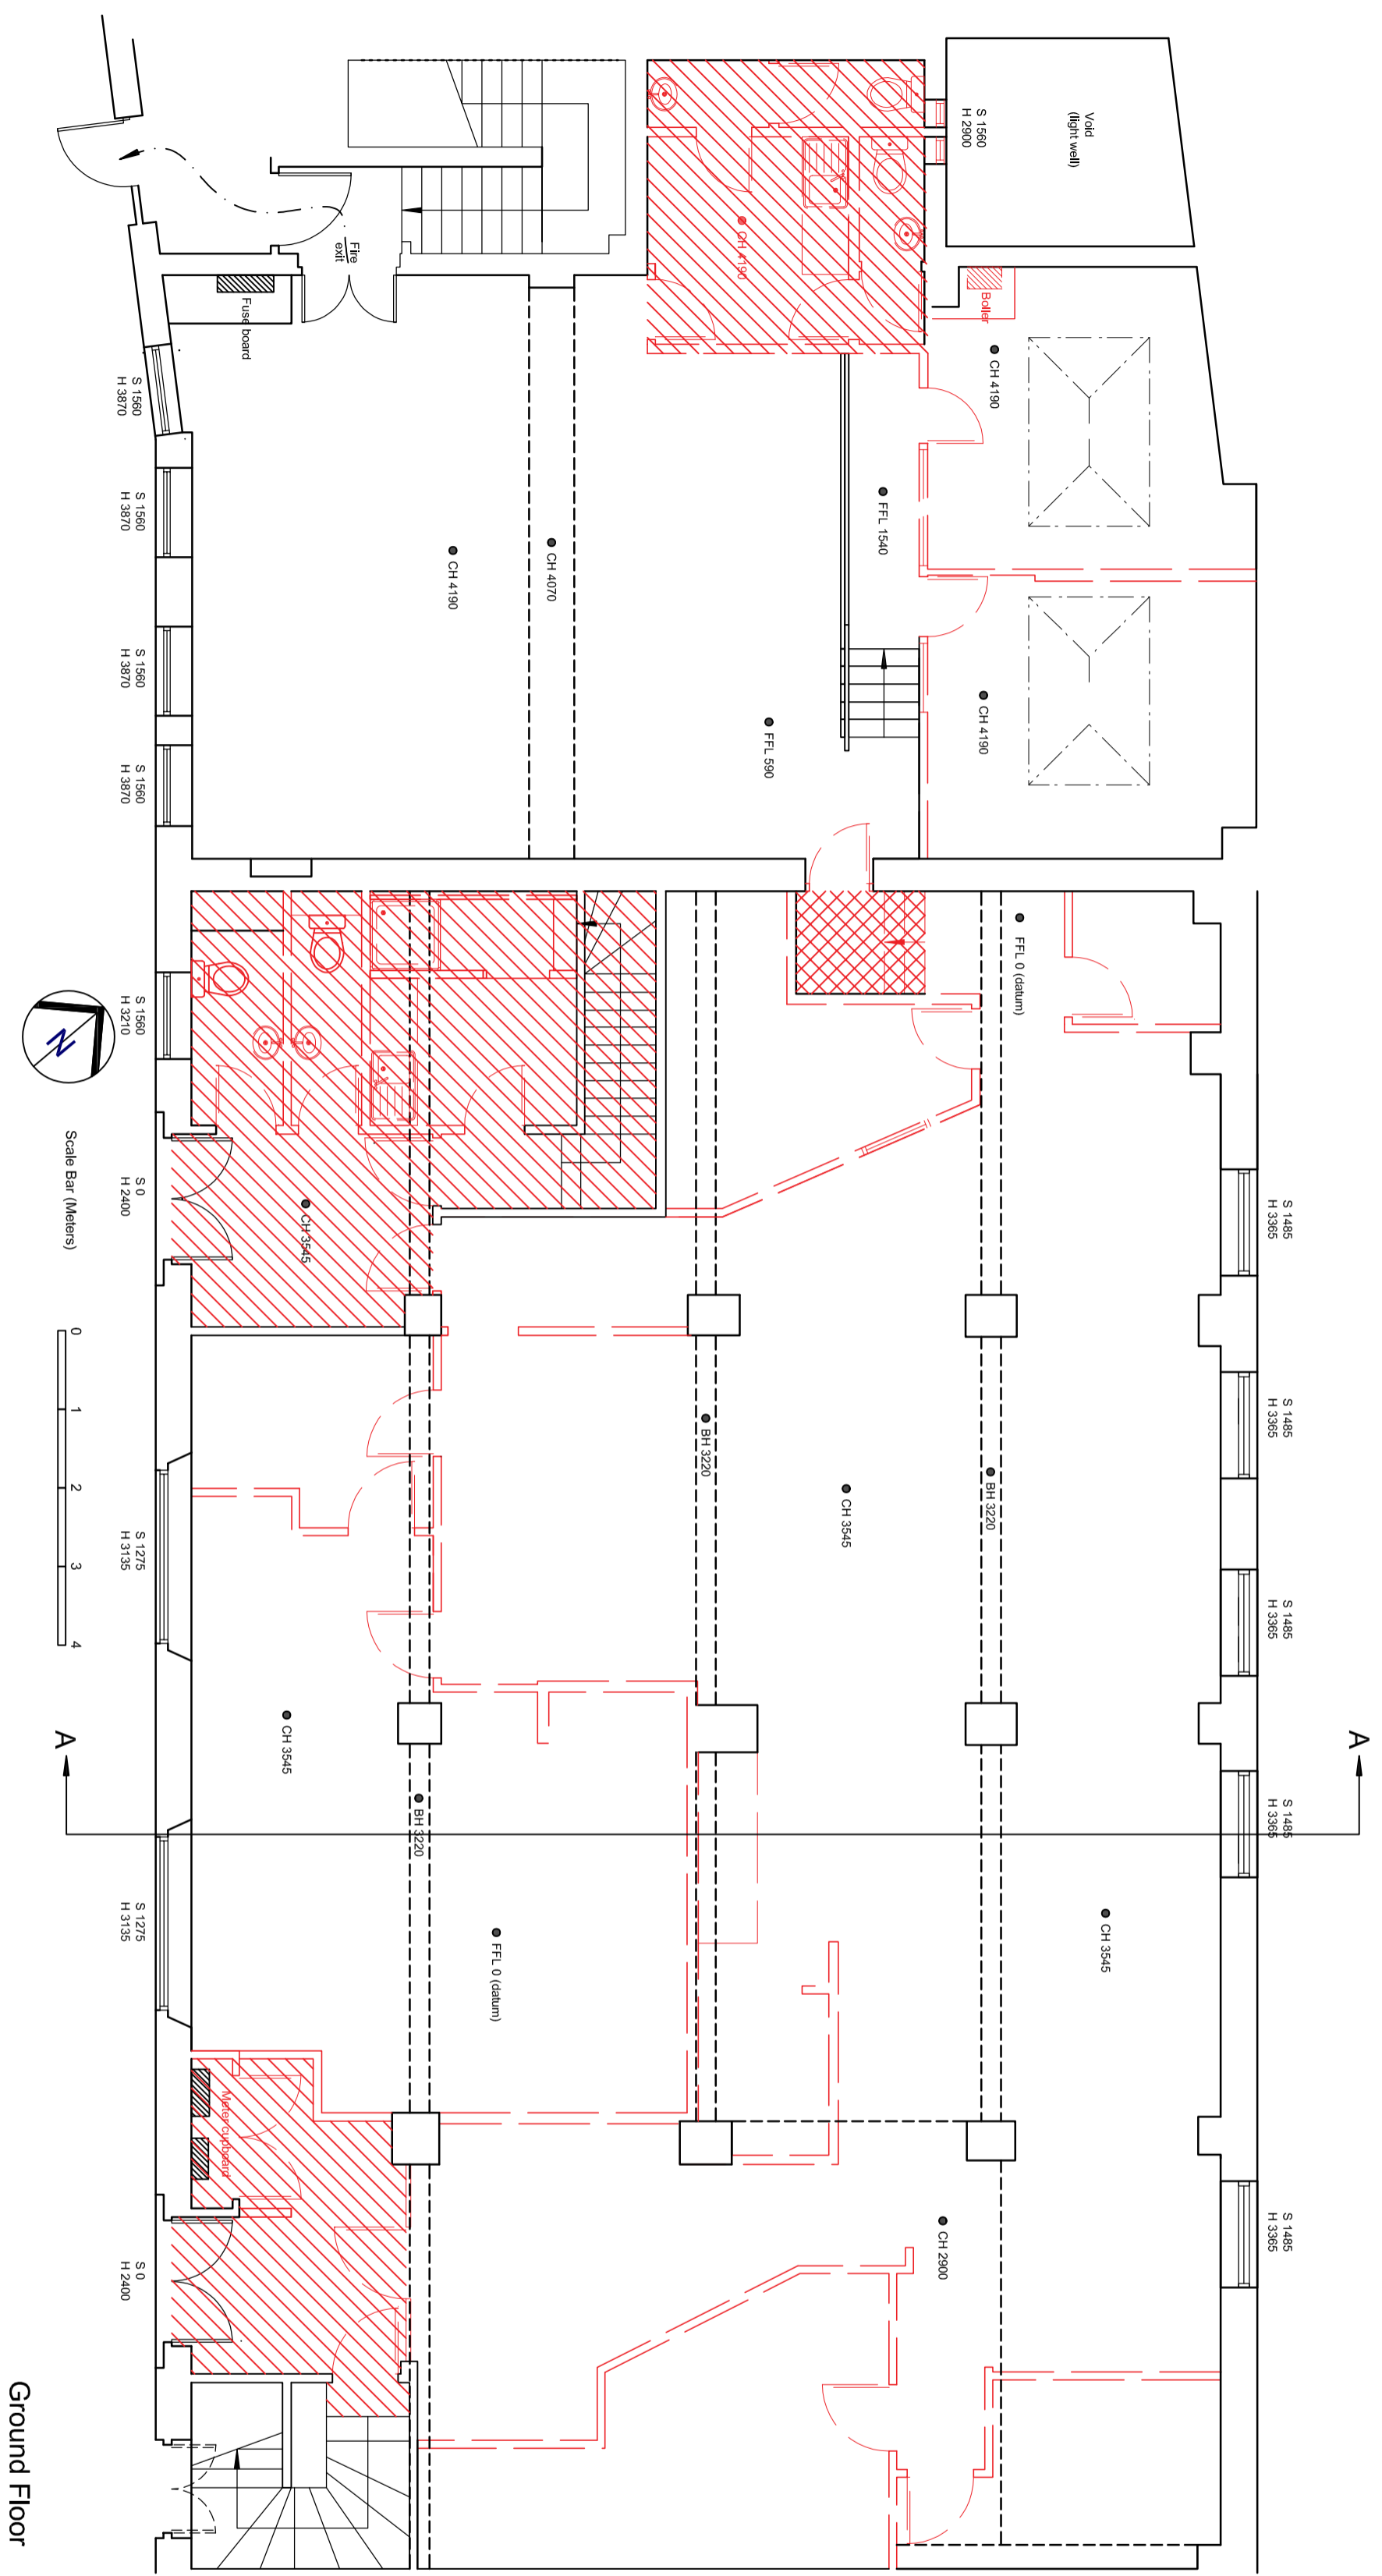 Void
(light well)
S 1560
H 2900
CH 4190
Boiler
CH 4190
Fire
exit
Fuse board
S 1560
H 3870
CH 4190
CH 4070
FFL 1540
S 1560
H 3870
CH 4190
FFL 590
S 1560
H 3870
S 1560
H 3870
FFL 0 (datum)
S 1560
H 3210
N
CH 3545
S 0
H 2400
S 1485
H 3365
Scale Bar (Meters)
0
1
2
3
4
BH 3220
CH 3545
BH 3220
S 1485
H 3365
S 1275
H 3135
S 1485
H 3365
CH 3545
BH 3220
A
A
S 1485
H 3365
FFL 0 (datum)
CH 3545
S 1275
H 3135
Meter cupboard
CH 2900
S 1485
H 3365
S 0
H 2400
Ground Floor